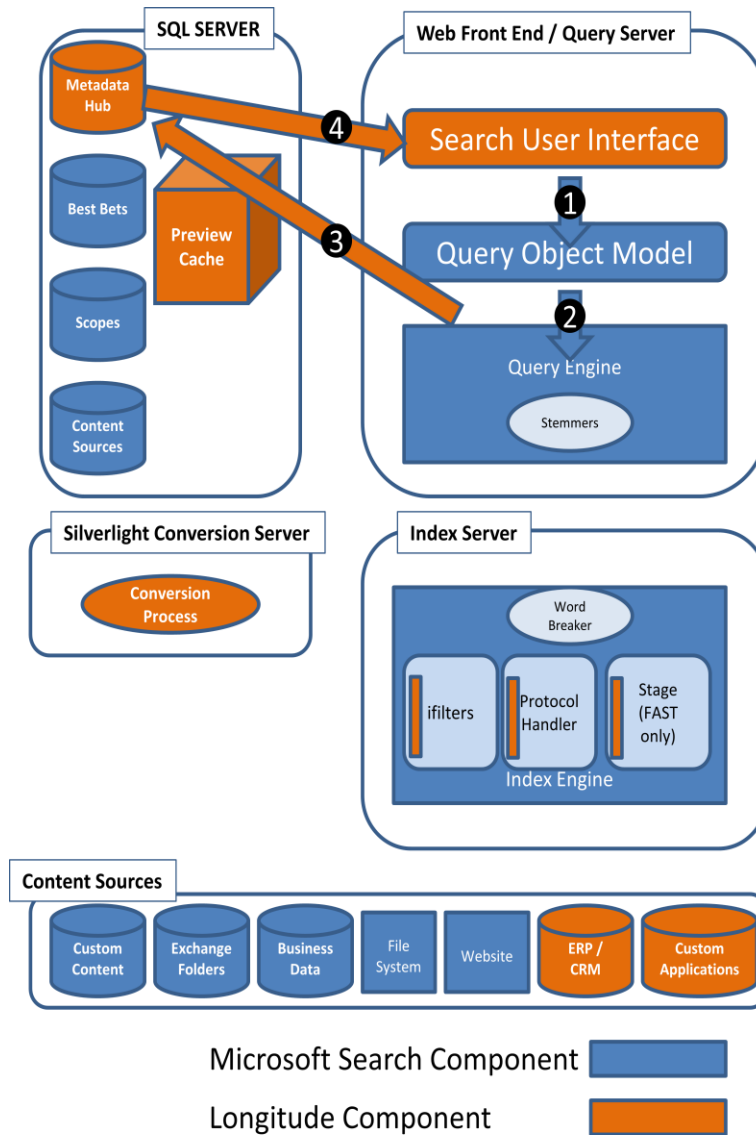 SQL SERVER
Metadata
Hub
Best Bets
Preview
Cache
Scopes
Content
Sources
Web Front End / Query Server
4
Search User Interface
1
3
Query Object Model
2
Query Engine
Stemmers
Silverlight Conversion Server
Conversion
Process
Index Server
Word
Breaker
ifilters
Protocol
Handler
Stage
(FAST
only)
Index Engine
Content Sources
Custom
Content
Exchange
Folders
Business
Data
File
System
Website
ERP /
CRM
Custom
Applications
Microsoft Search Component
Longitude Component